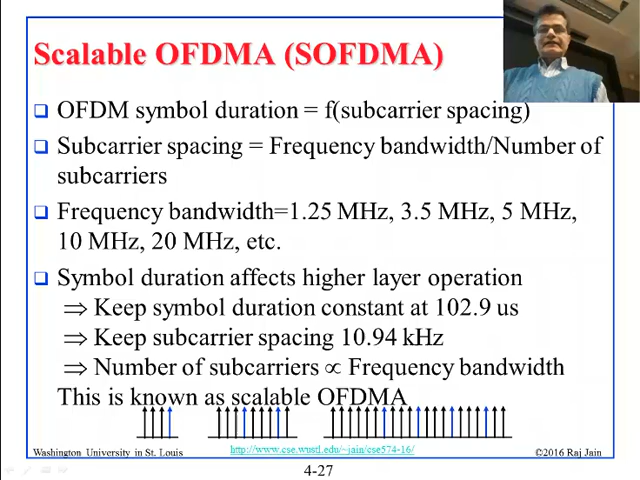 Scalable OFDMA (SOFDMA)
OFDM symbol duration = f(subcarrier spacing)
Subcarrier spacing = Frequency bandwidth/Number of
subcarriers
Frequency bandwidth=1.25 MHz, 3.5 MHz, 5 MHz,
10 MHz, 20 MHz, etc.
Symbol duration affects higher layer operation
⇒ Keep symbol duration constant at 102.9 us
⇒ Keep subcarrier spacing 10.94 kHz
⇒ Number of subcarriers ∝ Frequency bandwidth
This is known as scalable OFDMA
Washington University in St. Louis
http://www.cse.wustl.edu/~jain/cse574-16/
©2016 Raj Jain
4-27